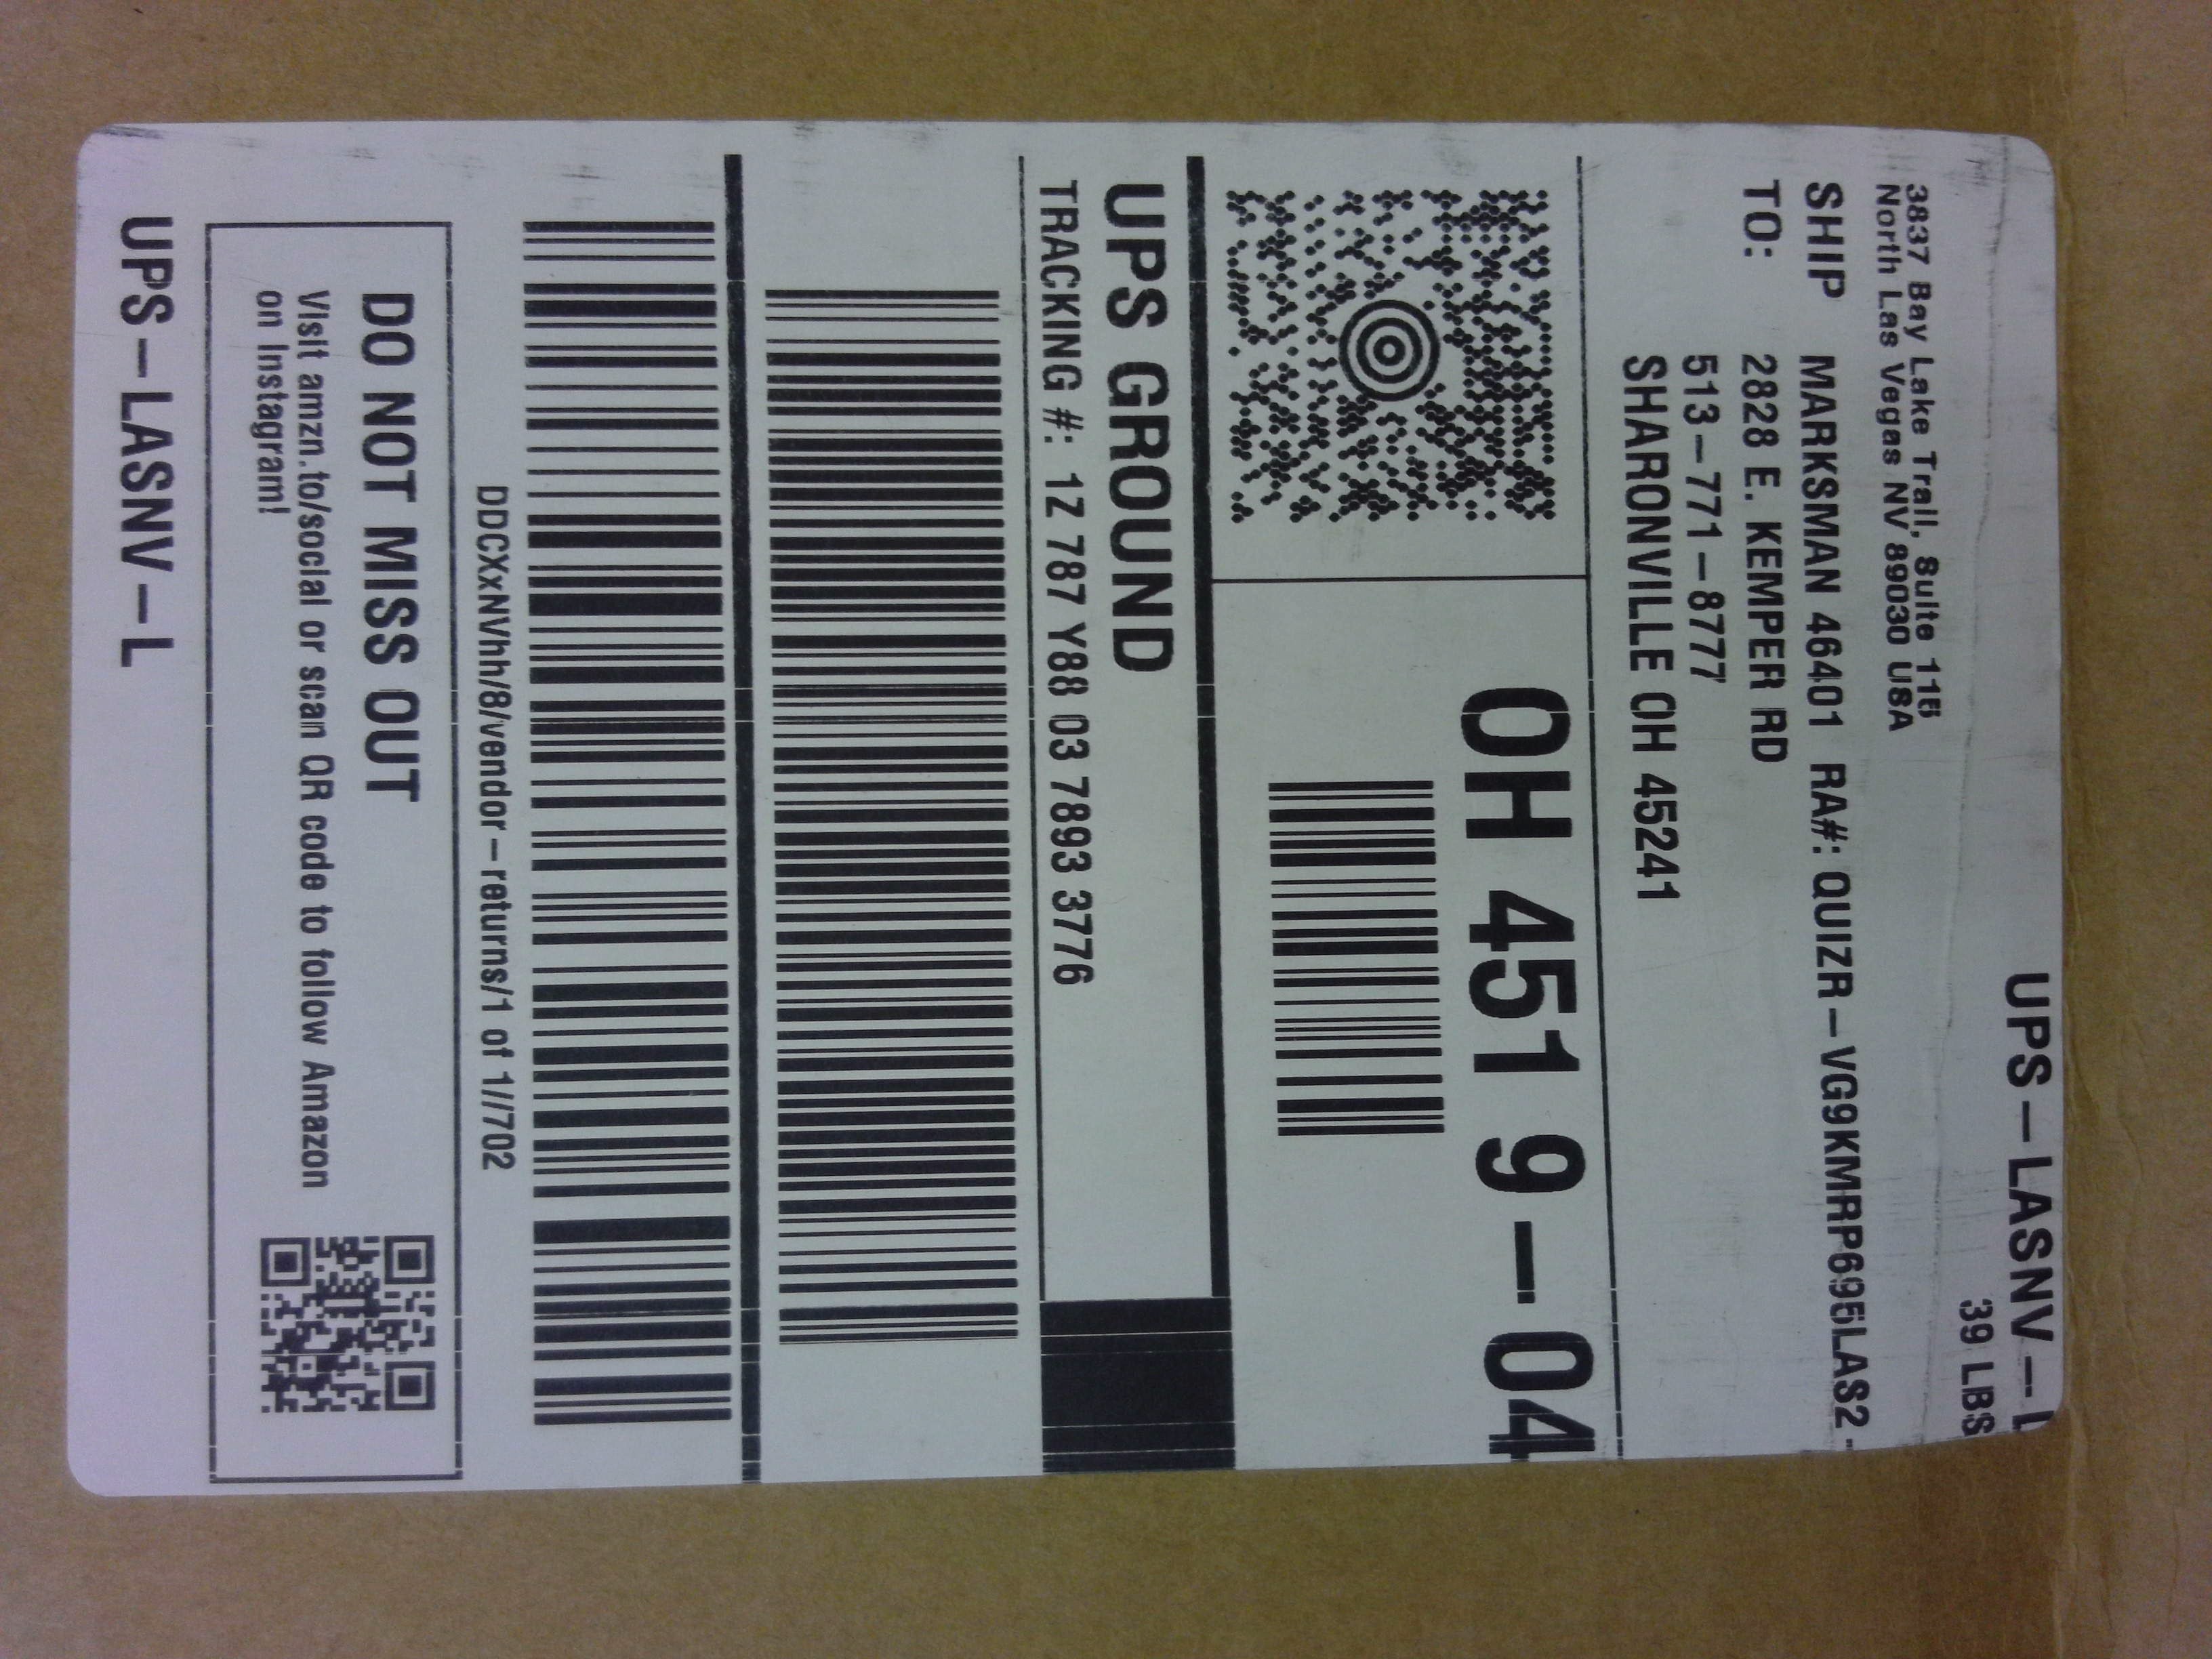 UPS-LASNV-L
39 LBS
3837 Bay Lake Trail, Suite 115
North Las Vegas NV 89030 USA
SHIP MARKSMAN 46401 RA#: QUIZR-VG9KMRP695LAS2-
TO: 2828 E. KEMPER RD
513-771-8777
SHARONVILLE OH 45241
OH 451 9-04
UPS GROUND
TRACKING #: 1Z 787 Y88 03 7893 3776
DDCXxNVhh/8/vendor-returns/1 of 1//702
DO NOT MISS OUT
Visit amzn.to/social or scan QR code to follow Amazon
on Instagram!
UPS-LASNV-L